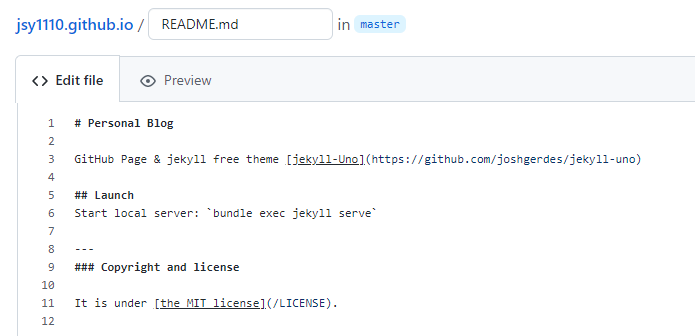 jsy1110.github.io / README.md in master
<> Edit file Preview
1 # Personal Blog
2
3 GitHub Page & jekyll free theme [jekyll-Uno](https://github.com/joshgerdes/jekyll-uno)
4
5 ## Launch
6 Start local server: `bundle exec jekyll serve`
7
8 ---
9 ### Copyright and license
10
11 It is under [the MIT license](/LICENSE).
12